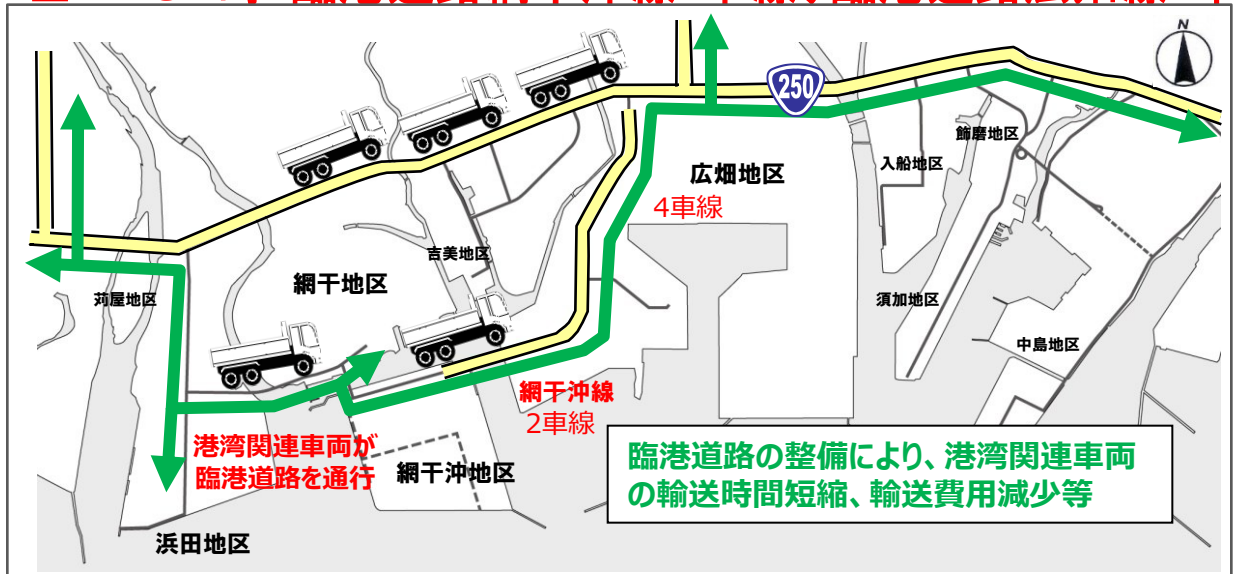 N
250
飾磨地区
入船地区
広畑地区
4車線
吉美地区
網干地区
苅屋地区
須加地区
中島地区
網干沖線
2車線
港湾関連車両が
臨港道路を通行
網干沖地区
臨港道路の整備により、港湾関連車両
の輸送時間短縮、輸送費用減少等
浜田地区